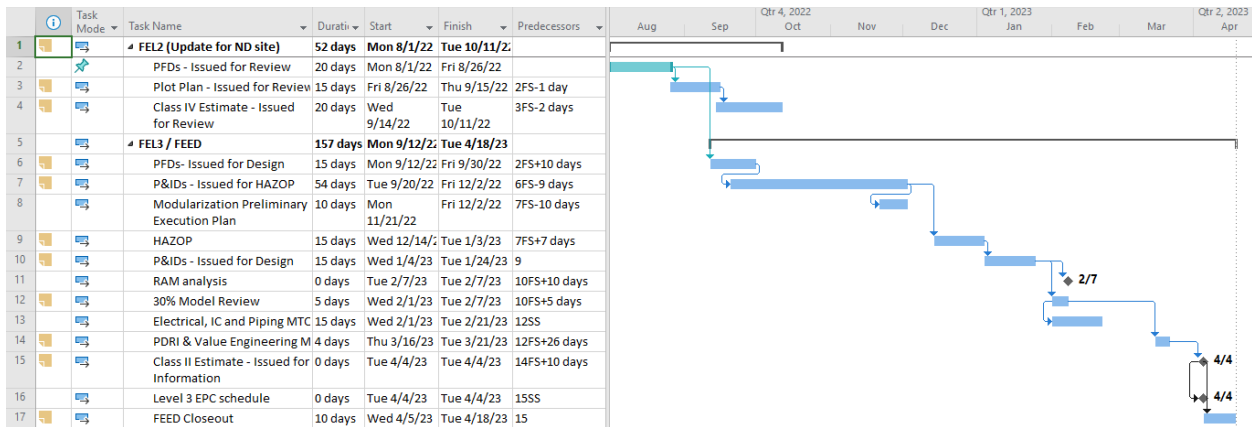 Qtr 4, 2022 Qtr 1, 2023 Qtr 2, 2023
Task Mode Task Name Duratic Start Finish Predecessors Aug Sep Oct Nov Dec Jan Feb Mar Apr
1 FEL2 (Update for ND site) 52 days Mon 8/1/22 Tue 10/11/22
2 PFDs - Issued for Review 20 days Mon 8/1/22 Fri 8/26/22
3 Plot Plan - Issued for Review 15 days Fri 8/26/22 Thu 9/15/22 2FS-1 day
4 Class IV Estimate - Issued for Review 20 days Wed 9/14/22 Tue 10/11/22 3FS-2 days
5 FEL3 / FEED 157 days Mon 9/12/22 Tue 4/18/23
6 PFDs- Issued for Design 15 days Mon 9/12/22 Fri 9/30/22 2FS+10 days
7 P&IDs - Issued for HAZOP 54 days Tue 9/20/22 Fri 12/2/22 6FS-9 days
8 Modularization Preliminary Execution Plan 10 days Mon 11/21/22 Fri 12/2/22 7FS-10 days
9 HAZOP 15 days Wed 12/14/2 Tue 1/3/23 7FS+7 days
10 P&IDs - Issued for Design 15 days Wed 1/4/23 Tue 1/24/23 9
11 RAM analysis 0 days Tue 2/7/23 Tue 2/7/23 10FS+10 days 2/7
12 30% Model Review 5 days Wed 2/1/23 Tue 2/7/23 10FS+5 days
13 Electrical, IC and Piping MTC 15 days Wed 2/1/23 Tue 2/21/23 12SS
14 PDRI & Value Engineering M 4 days Thu 3/16/23 Tue 3/21/23 12FS+26 days
15 Class II Estimate - Issued for Information 0 days Tue 4/4/23 Tue 4/4/23 14FS+10 days 4/4
16 Level 3 EPC schedule 0 days Tue 4/4/23 Tue 4/4/23 15SS 4/4
17 FEED Closeout 10 days Wed 4/5/23 Tue 4/18/23 15